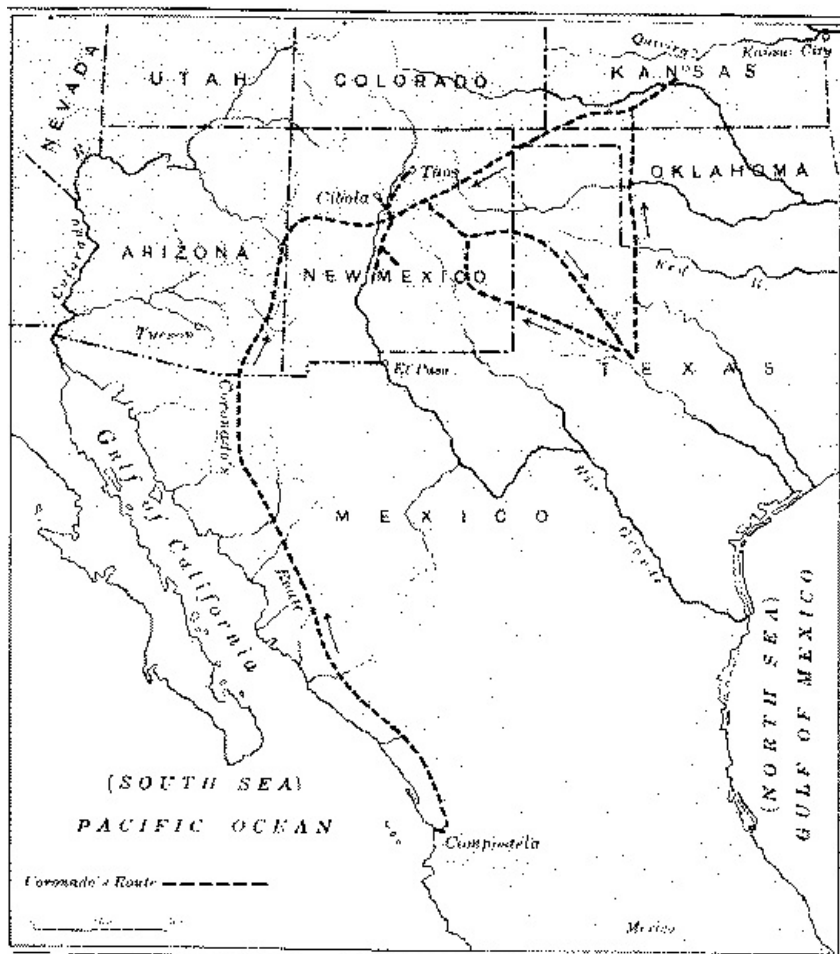 UTAH
COLORADO
KANSAS
Quivira
Kansas City
NEVADA
Taos
OKLAHOMA
Cibola
Colorado
ARIZONA
NEW MEXICO
Red
R.
Tucson
TEXAS
El Paso
Coronado's
Route
Gulf of California
MEXICO
Rio Grande
(NORTH SEA)
GULF OF MEXICO
(SOUTH SEA)
PACIFIC OCEAN
Compostela
Coronado's Route
Mexico